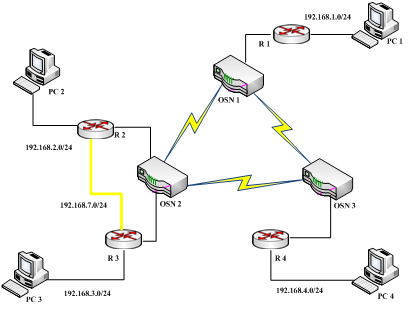 192.168.1.0/24
R 1
PC 1
OSN 1
PC 2
R 2
192.168.2.0/24
192.168.7.0/24
OSN 2
OSN 3
R 3
R 4
PC 3
192.168.3.0/24
192.168.4.0/24
PC 4